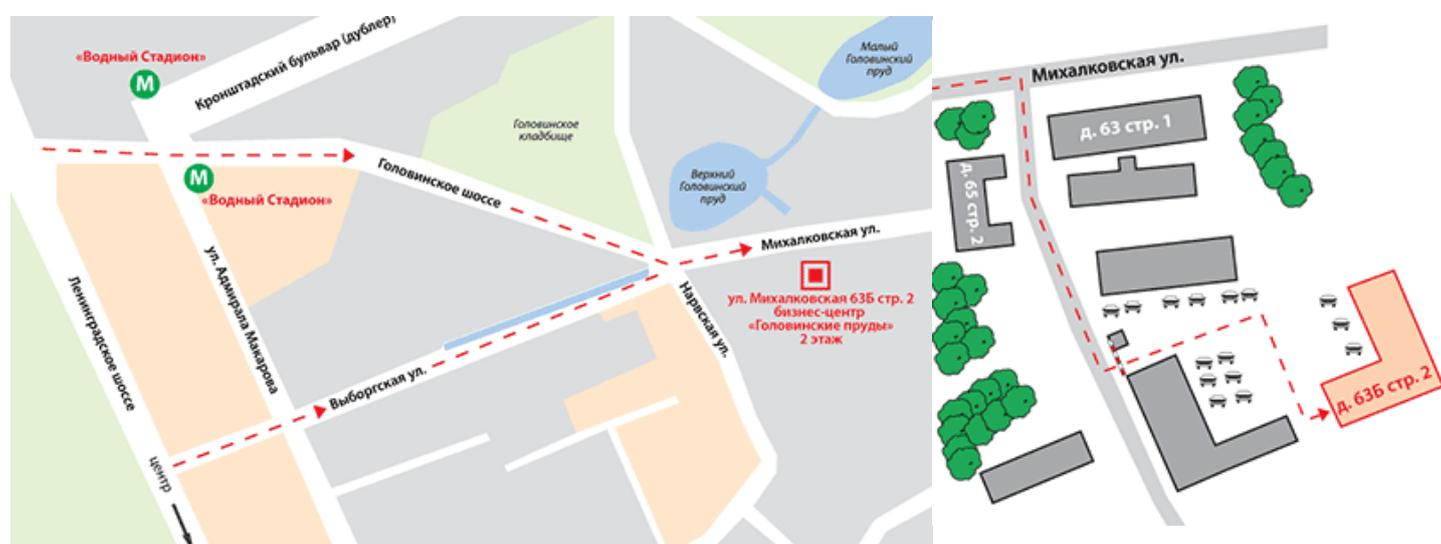 «Водный Стадион»
М
Кронштадский бульвар (дублер)
Малый
Головинский
пруд
Головинское
кладбище
Верхний
Головинский
пруд
Головинское шоссе
М
«Водный Стадион»
Михалковская ул.
ул. Михалковская 63Б стр. 2
бизнес-центр
«Головинские пруды»
2 этаж
ул. Адмирала Макарова
Ленинградское шоссе
Нарвская ул.
Выборгская ул.
центр
Михалковская ул.
д. 63 стр. 1
д. 65 стр. 2
д. 63Б стр. 2